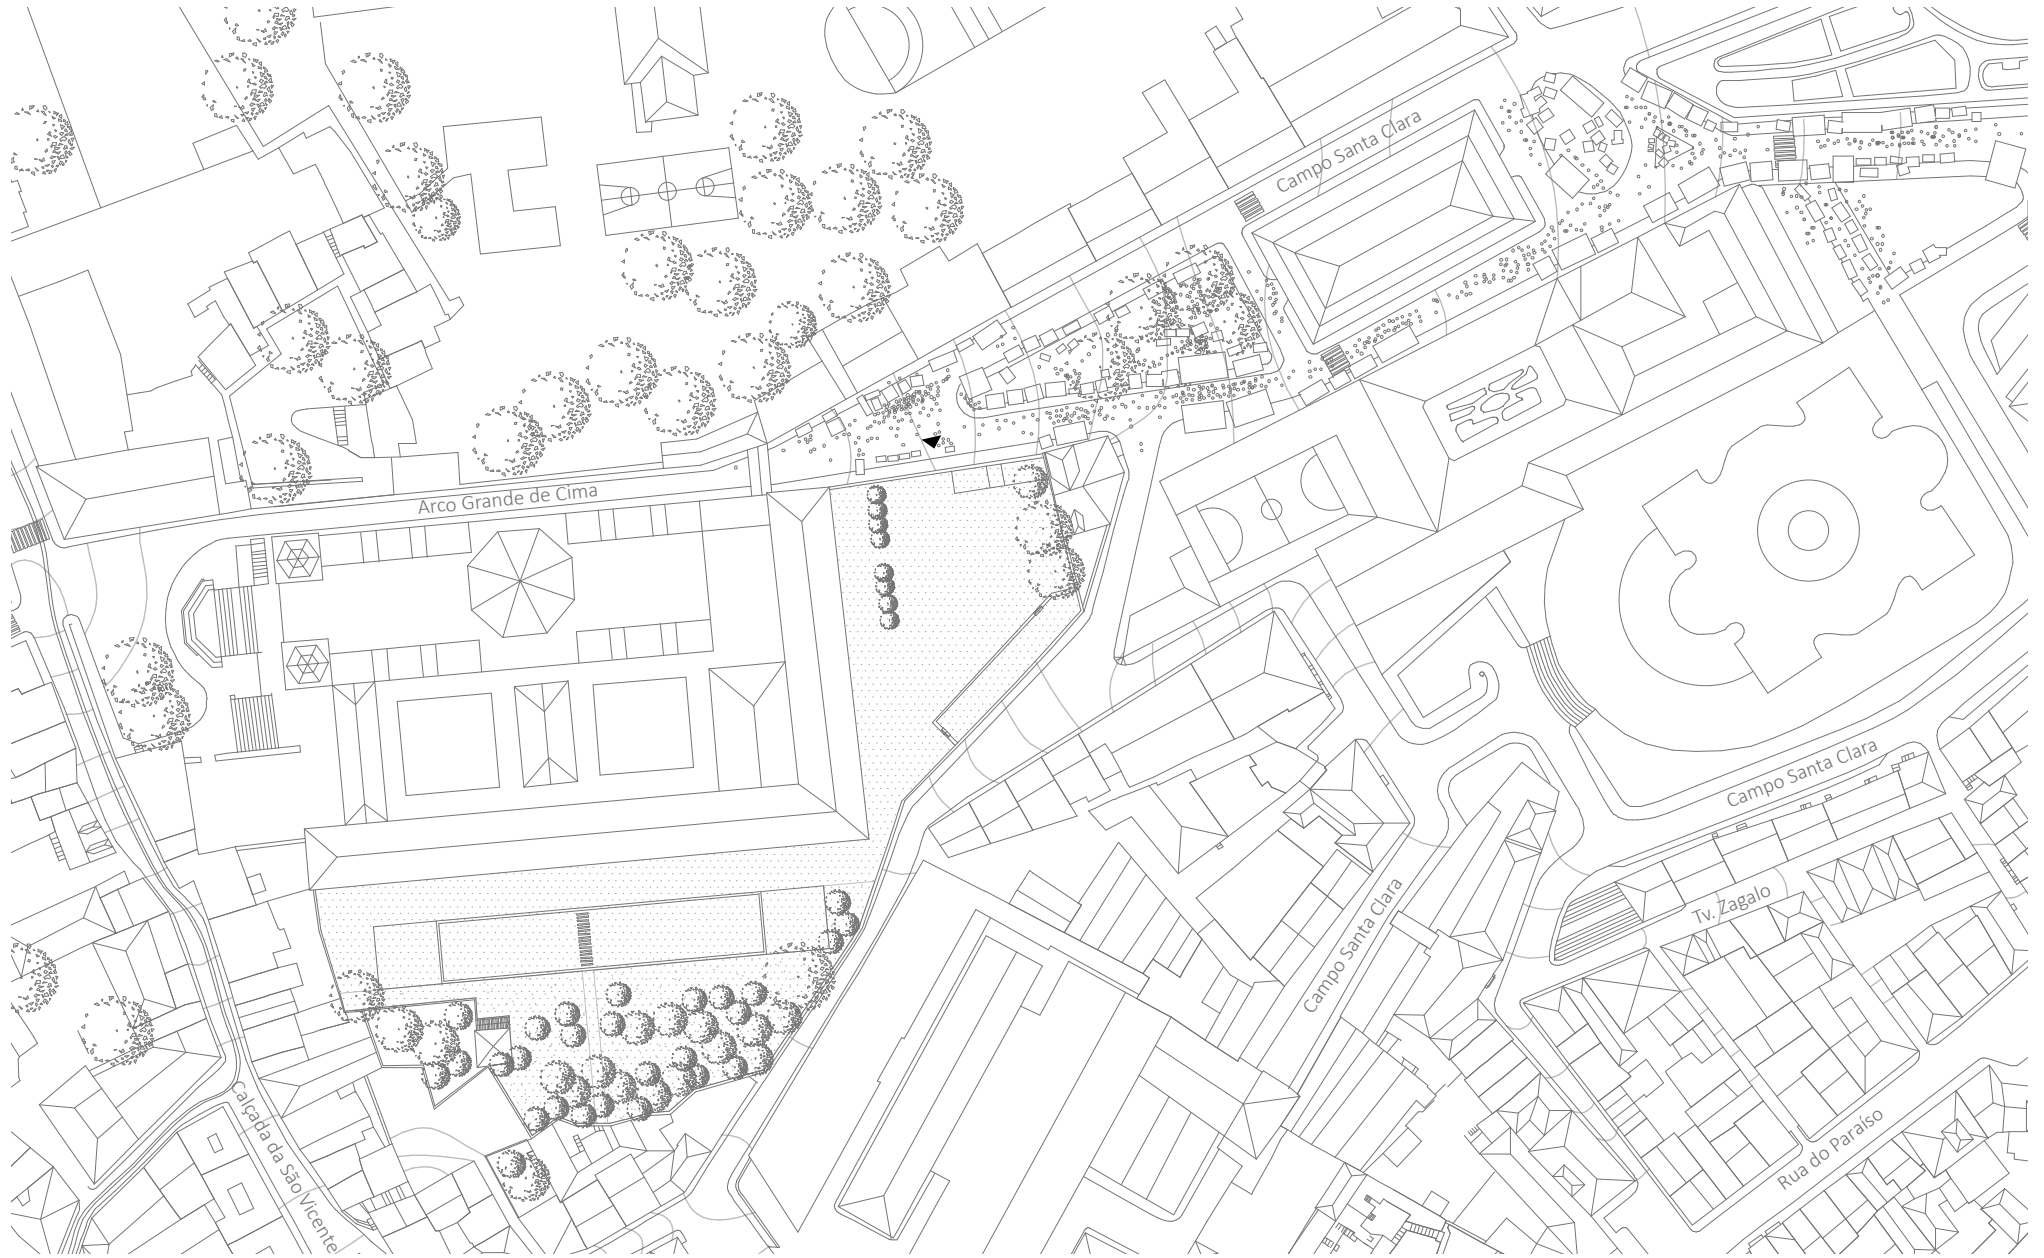 Campo Santa Clara
Arco Grande de Cima
Campo Santa Clara
Tv. Zagalo
Campo Santa Clara
Calçada da São Vicente
Rua do Paraíso